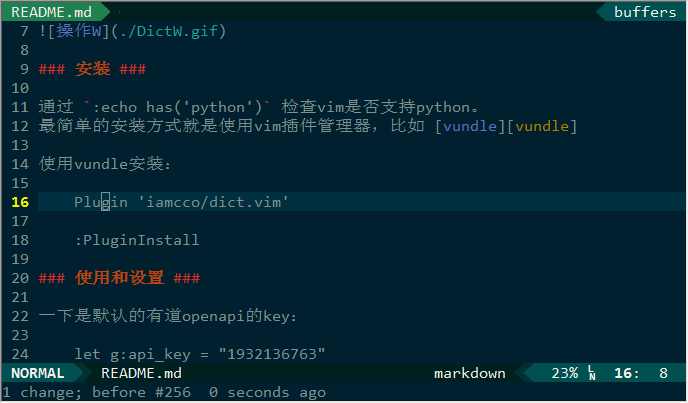 README.md buffers
7 ![操作W](./DictW.gif)
8
9 ### 安装 ###
10
11 通过 `:echo has('python')` 检查vim是否支持python。
12 最简单的安装方式就是使用vim插件管理器，比如 [vundle][vundle]
13
14 使用vundle安装：
15
16 Plugin 'iamcco/dict.vim'
17
18 :PluginInstall
19
20 ### 使用和设置 ###
21
22 一下是默认的有道openapi的key：
23
24 let g:api_key = "1932136763"
NORMAL README.md markdown 23% LN 16: 8
1 change; before #256 0 seconds ago